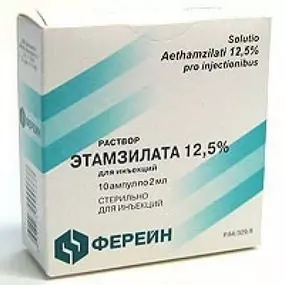 Solutio
Aethamzilati 12,5%
pro injectionibus
РАСТВОР
ЭТАМЗИЛАТА 12,5%
для инъекций
10 ампул по 2 мл
СТЕРИЛЬНО
ДЛЯ ИНЪЕКЦИЙ
ФЕРЕЙН